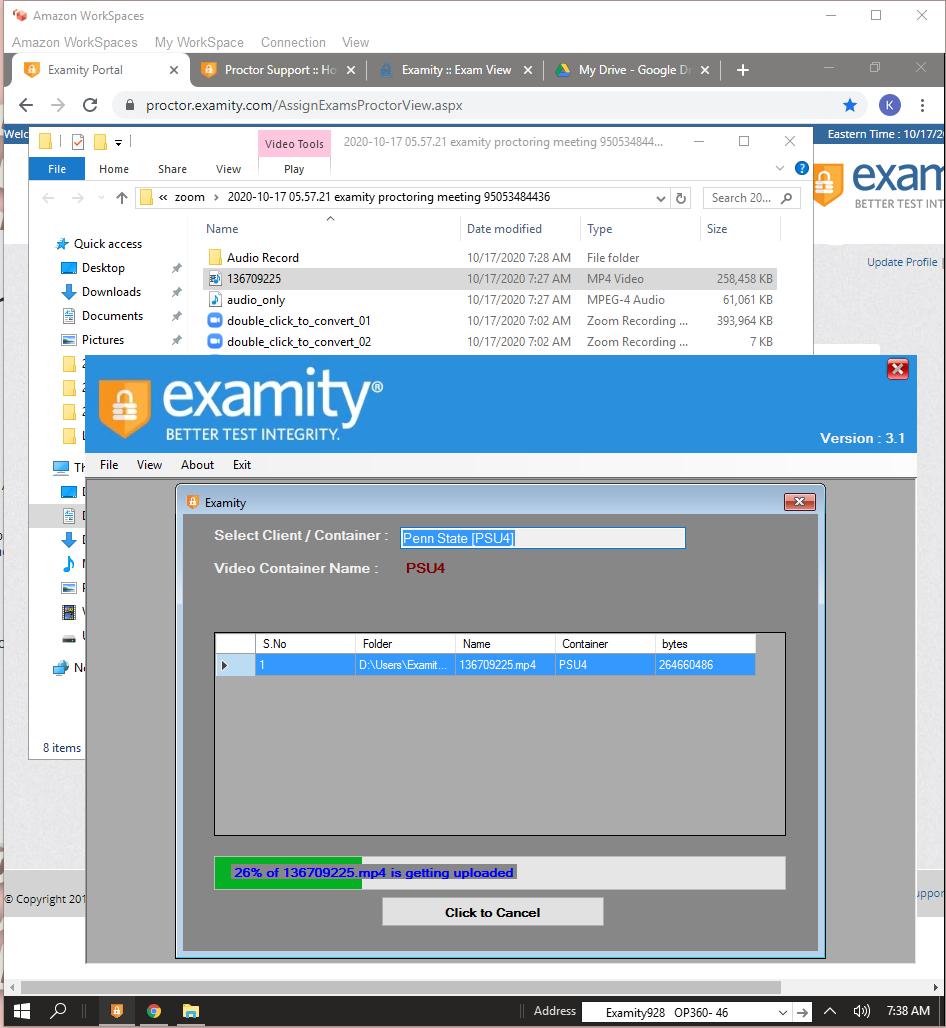 Amazon WorkSpaces
Amazon WorkSpaces My WorkSpace Connection View
Examity Portal Proctor Support :: Ho Examity :: Exam View My Drive - Google Dr
proctor.examity.com/AssignExamsProctorView.aspx K
Welc Eastern Time : 10/17/20
Video Tools 2020-10-17 05.57.21 examity proctoring meeting 950534844...
File Home Share View Play
« zoom 2020-10-17 05.57.21 examity proctoring meeting 95053484436 Search 20...
exam
BETTER TEST INTE
Name Date modified Type Size
Quick access
Update Profile
Audio Record 10/17/2020 7:28 AM File folder
Desktop
136709225 10/17/2020 7:27 AM MP4 Video 258,458 KB
Downloads
audio_only 10/17/2020 7:27 AM MPEG-4 Audio 61,061 KB
Documents
double_click_to_convert_01 10/17/2020 7:02 AM Zoom Recording ... 393,964 KB
Pictures
double_click_to_convert_02 10/17/2020 7:02 AM Zoom Recording ... 7 KB
examity®
BETTER TEST INTEGRITY.
Version : 3.1
File View About Exit
Examity
Select Client / Container : Penn State [PSU4]
Video Container Name : PSU4
S.No Folder Name Container bytes
1 D:\Users\Examit... 136709225.mp4 PSU4 264660486
8 items
26% of 136709225.mp4 is getting uploaded
Click to Cancel
© Copyright 201
uppor
Address Examity928 OP360- 46 7:38 AM